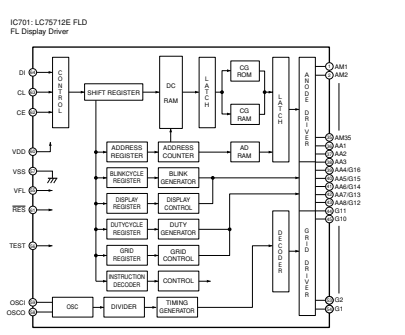 IC701: LC75712E FLD
FL Display Driver
DI
CL
CE
VDD
VSS
VFL
RES
TEST
OSCI
OSCO
CONTROL
SHIFT REGISTER
DC
RAM
LATCH
CG
ROM
CG
RAM
LATCH
ANODE DRIVER
ADDRESS
REGISTER
ADDRESS
COUNTER
AD
RAM
BLINKCYCLE
REGISTER
BLINK
GENERATOR
DISPLAY
REGISTER
DISPLAY
CONTROL
DUTYCYCLE
REGISTER
DUTY
GENERATOR
GRID
REGISTER
GRID
CONTROL
INSTRUCTION
DECODER
CONTROL
DECODER
GRID DRIVER
OSC
DIVIDER
TIMING
GENERATOR
AM1
AM2
AM35
AA1
AA2
AA3
AA4/G16
AA5/G15
AA6/G14
AA7/G13
AA8/G12
G11
G10
G2
G1